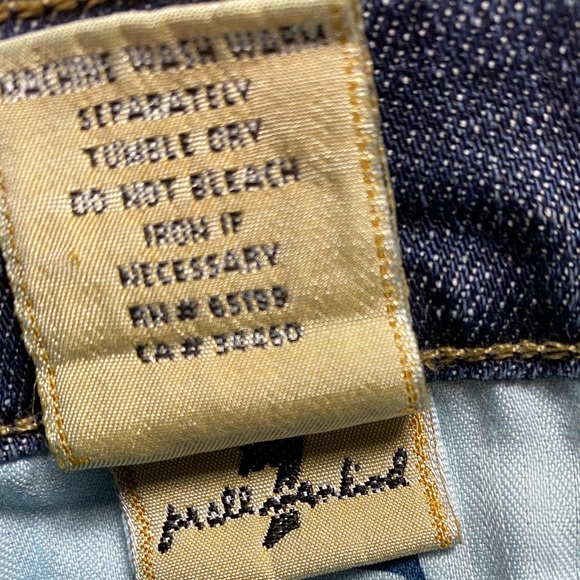 MACHINE WASH WARM
SEPARATELY
TUMBLE DRY
DO NOT BLEACH
IRON IF
NECESSARY
RN # 65199
CA # 34460
7
for all mankind